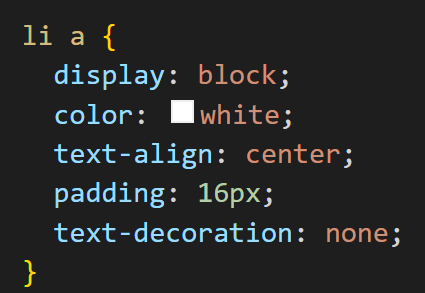 li a {
  display: block;
  color: white;
  text-align: center;
  padding: 16px;
  text-decoration: none;
}